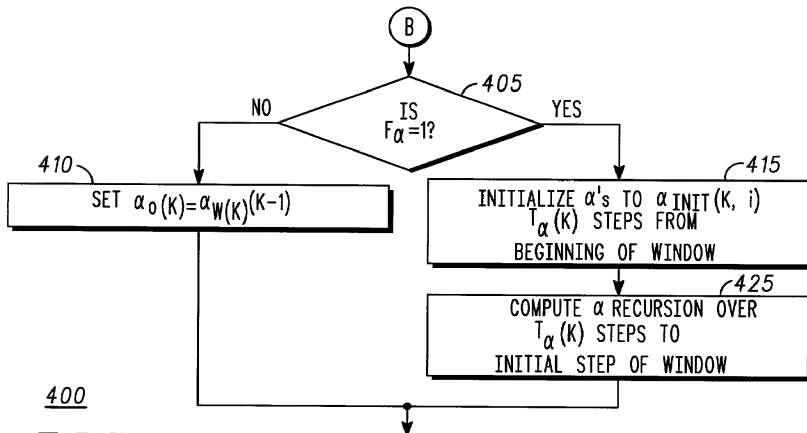 B
405
IS
Fα=1?
NO
YES
410
SET α0(K)=αW(K)(K-1)
415
INITIALIZE α's TO αINIT(K, i)
Tα(K) STEPS FROM
BEGINNING OF WINDOW
425
COMPUTE α RECURSION OVER
Tα(K) STEPS TO
INITIAL STEP OF WINDOW
400